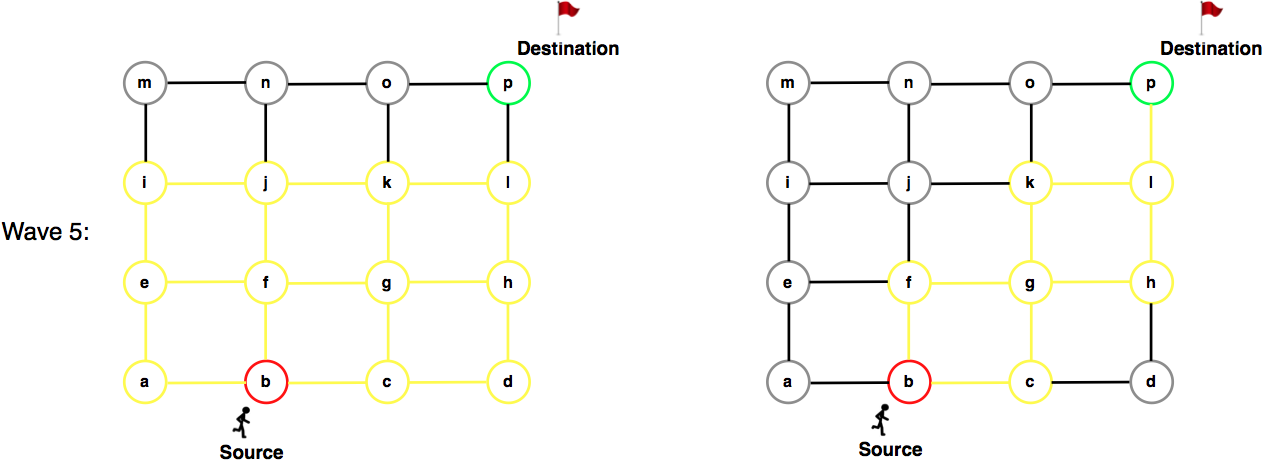 Destination
Destination
m n o p
m n o p
i j k l
i j k l
Wave 5:
e f g h
e f g h
a b c d
a b c d
Source
Source